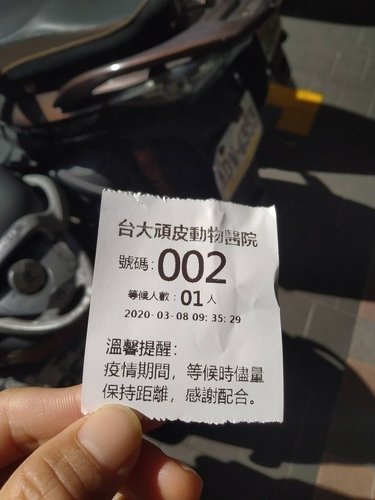 台大頑皮動物醫院
號碼:002
等候人數:01人
2020-03-08 09:35:29
溫馨提醒:
疫情期間,等候時儘量
保持距離,感謝配合。